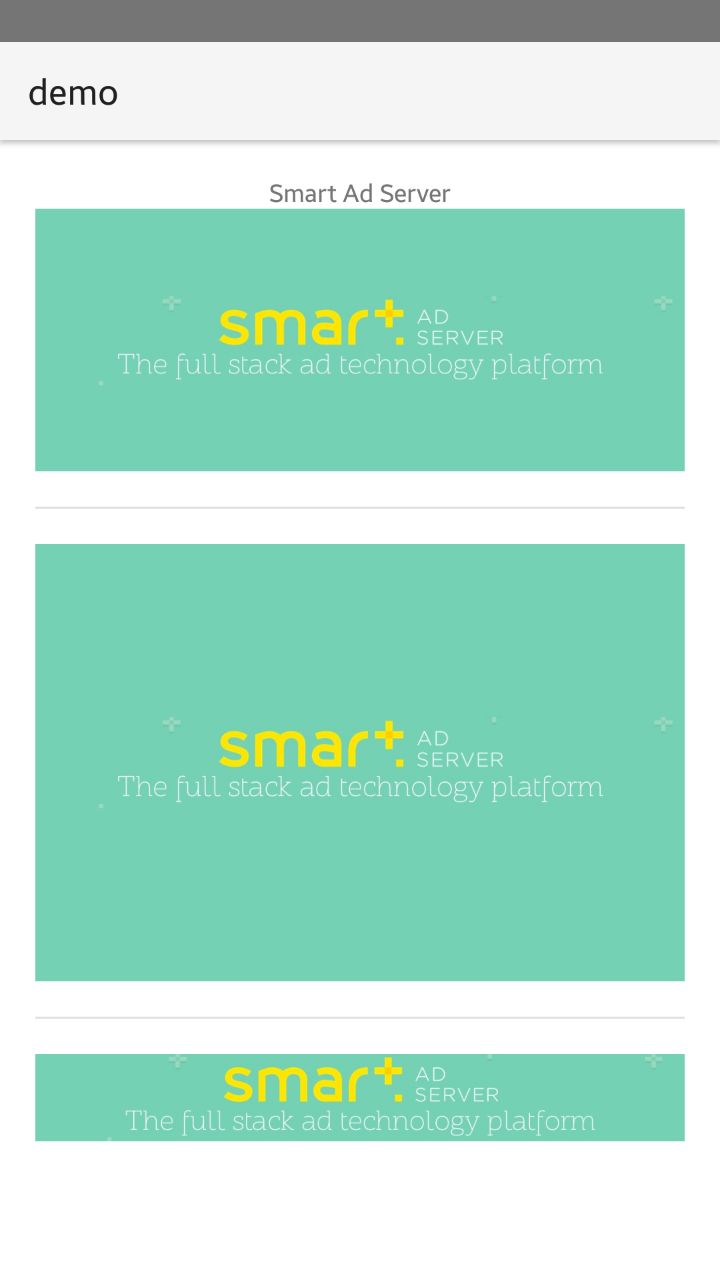 demo
Smart Ad Server
smart AD
SERVER
The full stack ad technology platform
smart AD
SERVER
The full stack ad technology platform
smart AD
SERVER
The full stack ad technology platform